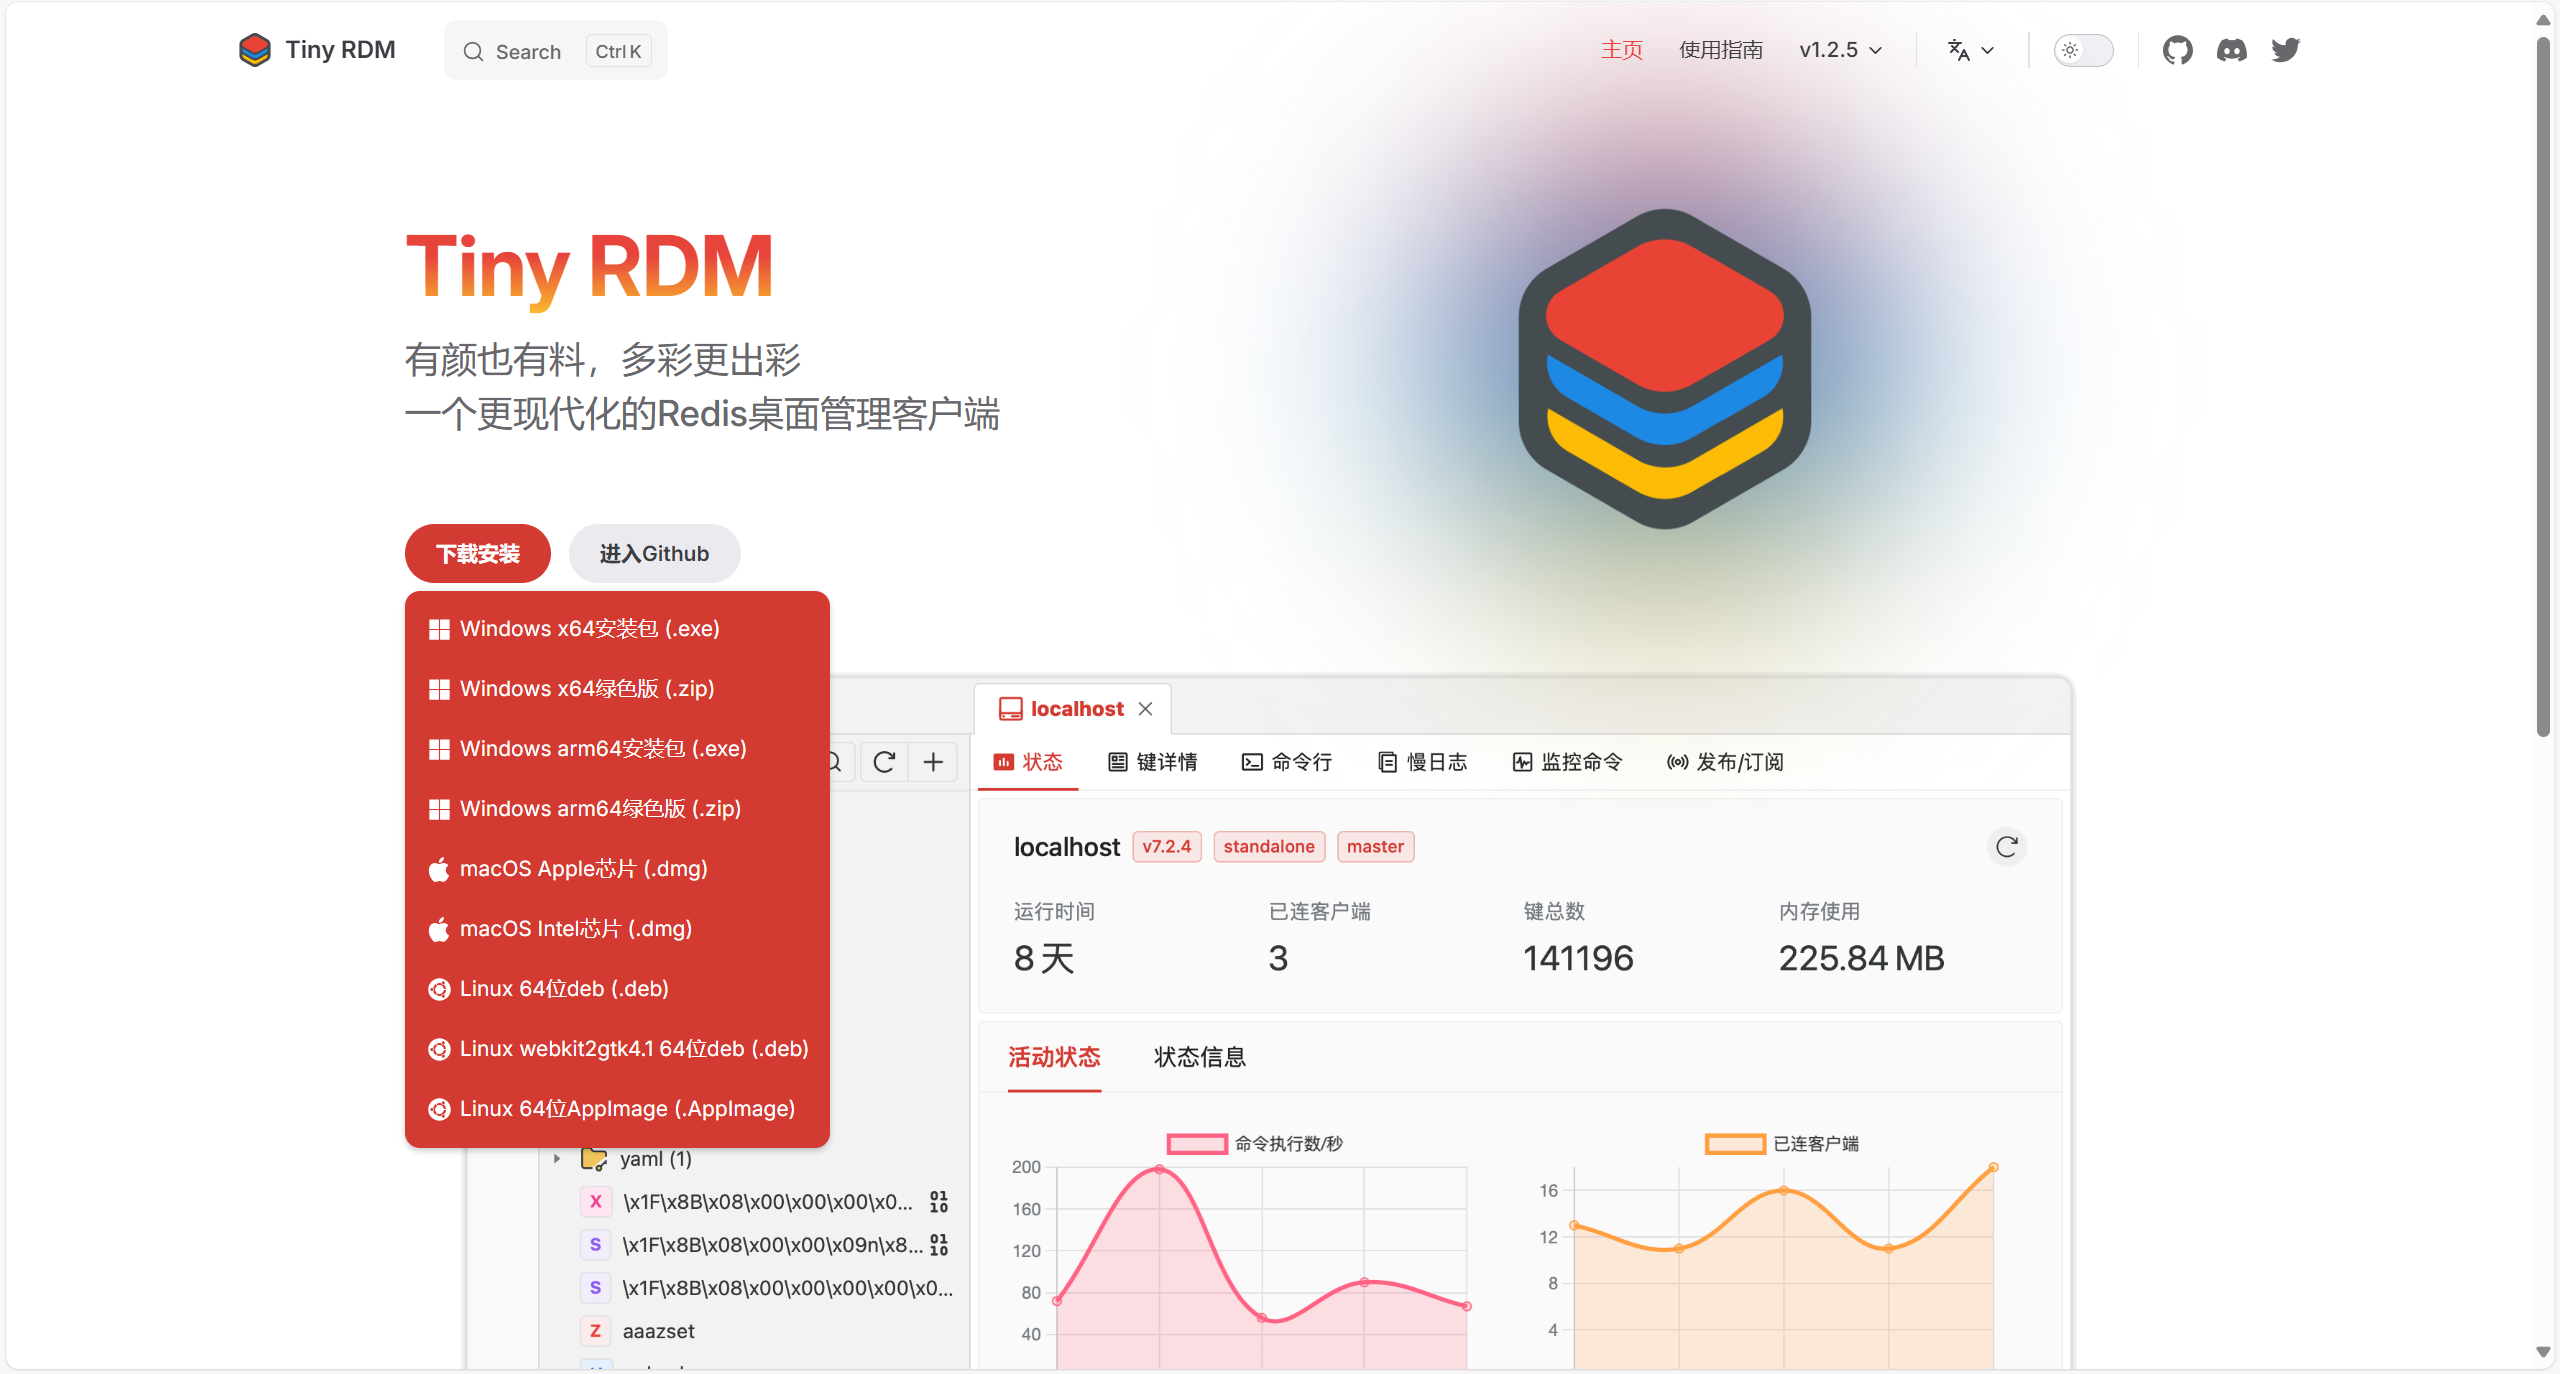 Tiny RDM
Search
Ctrl K
主页
使用指南
v1.2.5
Tiny RDM
有颜也有料，多彩更出彩
一个更现代化的Redis桌面管理客户端
下载安装
进入Github
Windows x64安装包 (.exe)
Windows x64绿色版 (.zip)
Windows arm64安装包 (.exe)
Windows arm64绿色版 (.zip)
macOS Apple芯片 (.dmg)
macOS Intel芯片 (.dmg)
Linux 64位deb (.deb)
Linux webkit2gtk4.1 64位deb (.deb)
Linux 64位AppImage (.AppImage)
yaml (1)
X \x1F\x8B\x08\x00\x00\x00\x0... 01 10
S \x1F\x8B\x08\x00\x00\x09n\x8... 01 10
S \x1F\x8B\x08\x00\x00\x00\x00\x0...
Z aaazset
localhost
状态
键详情
命令行
慢日志
监控命令
发布/订阅
localhost
v7.2.4
standalone
master
运行时间
8 天
已连客户端
3
键总数
141196
内存使用
225.84 MB
活动状态
状态信息
命令执行数/秒
200
160
120
80
40
已连客户端
16
12
8
4